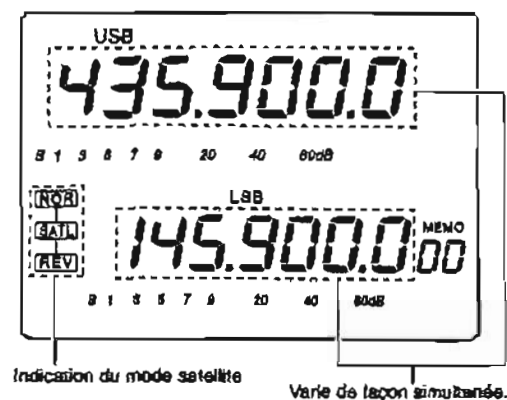 USB
435.900.0
S 1 3 5 7 9 20 40 60dB
LSB
NOR
SATL
REV
145.900.0
MEMO
00
S 1 3 5 7 9 20 40 60dB
Indication du mode satellite
Varie de façon simultanée.